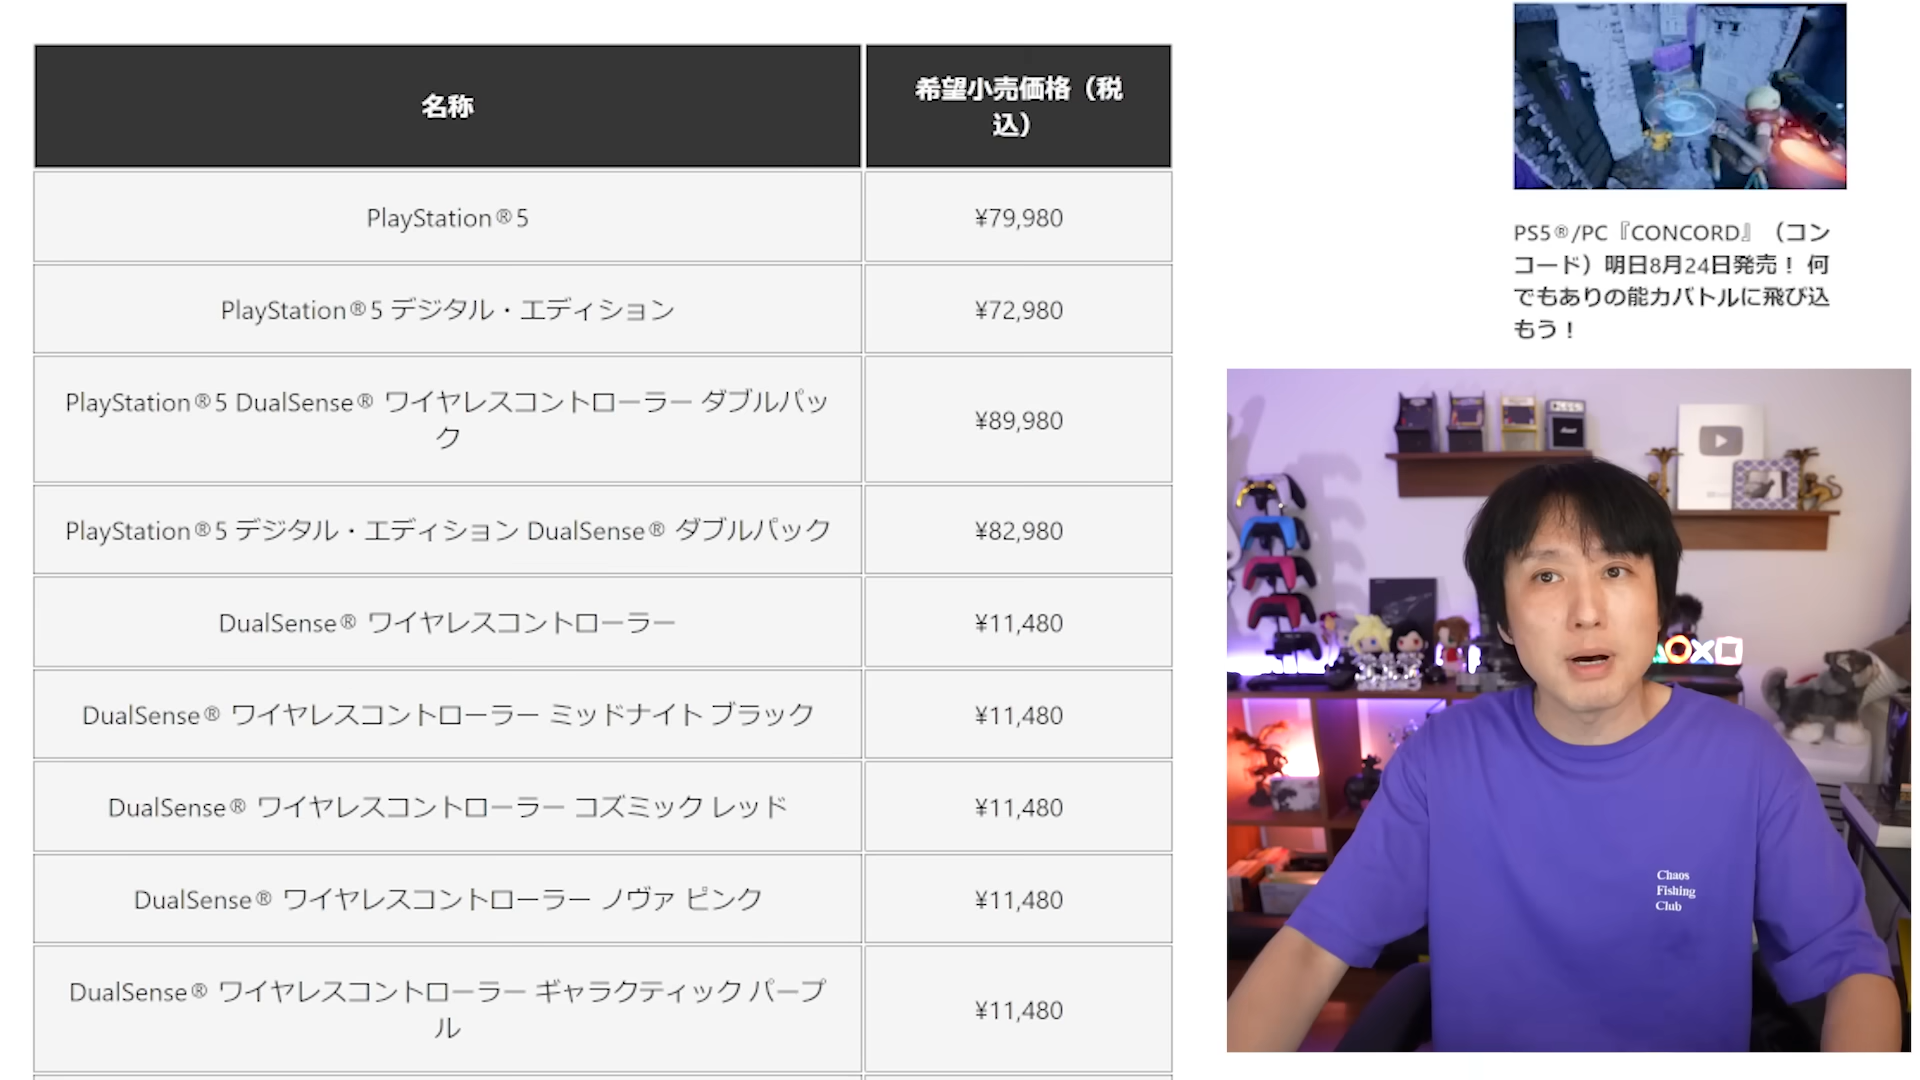 名称
希望小売価格（税
込）
PlayStation®5
¥79,980
PlayStation®5 デジタル・エディション
¥72,980
PlayStation®5 DualSense® ワイヤレスコントローラー ダブルパッ
ク
¥89,980
PlayStation®5 デジタル・エディション DualSense® ダブルパック
¥82,980
DualSense® ワイヤレスコントローラー
¥11,480
DualSense® ワイヤレスコントローラー ミッドナイト ブラック
¥11,480
DualSense® ワイヤレスコントローラー コズミック レッド
¥11,480
DualSense® ワイヤレスコントローラー ノヴァ ピンク
¥11,480
DualSense® ワイヤレスコントローラー ギャラクティック パープ
ル
¥11,480
PS5®/PC『CONCORD』（コン
コード）明日8月24日発売！ 何
でもありの能力バトルに飛び込
もう！
Chaos
Fishing
Club